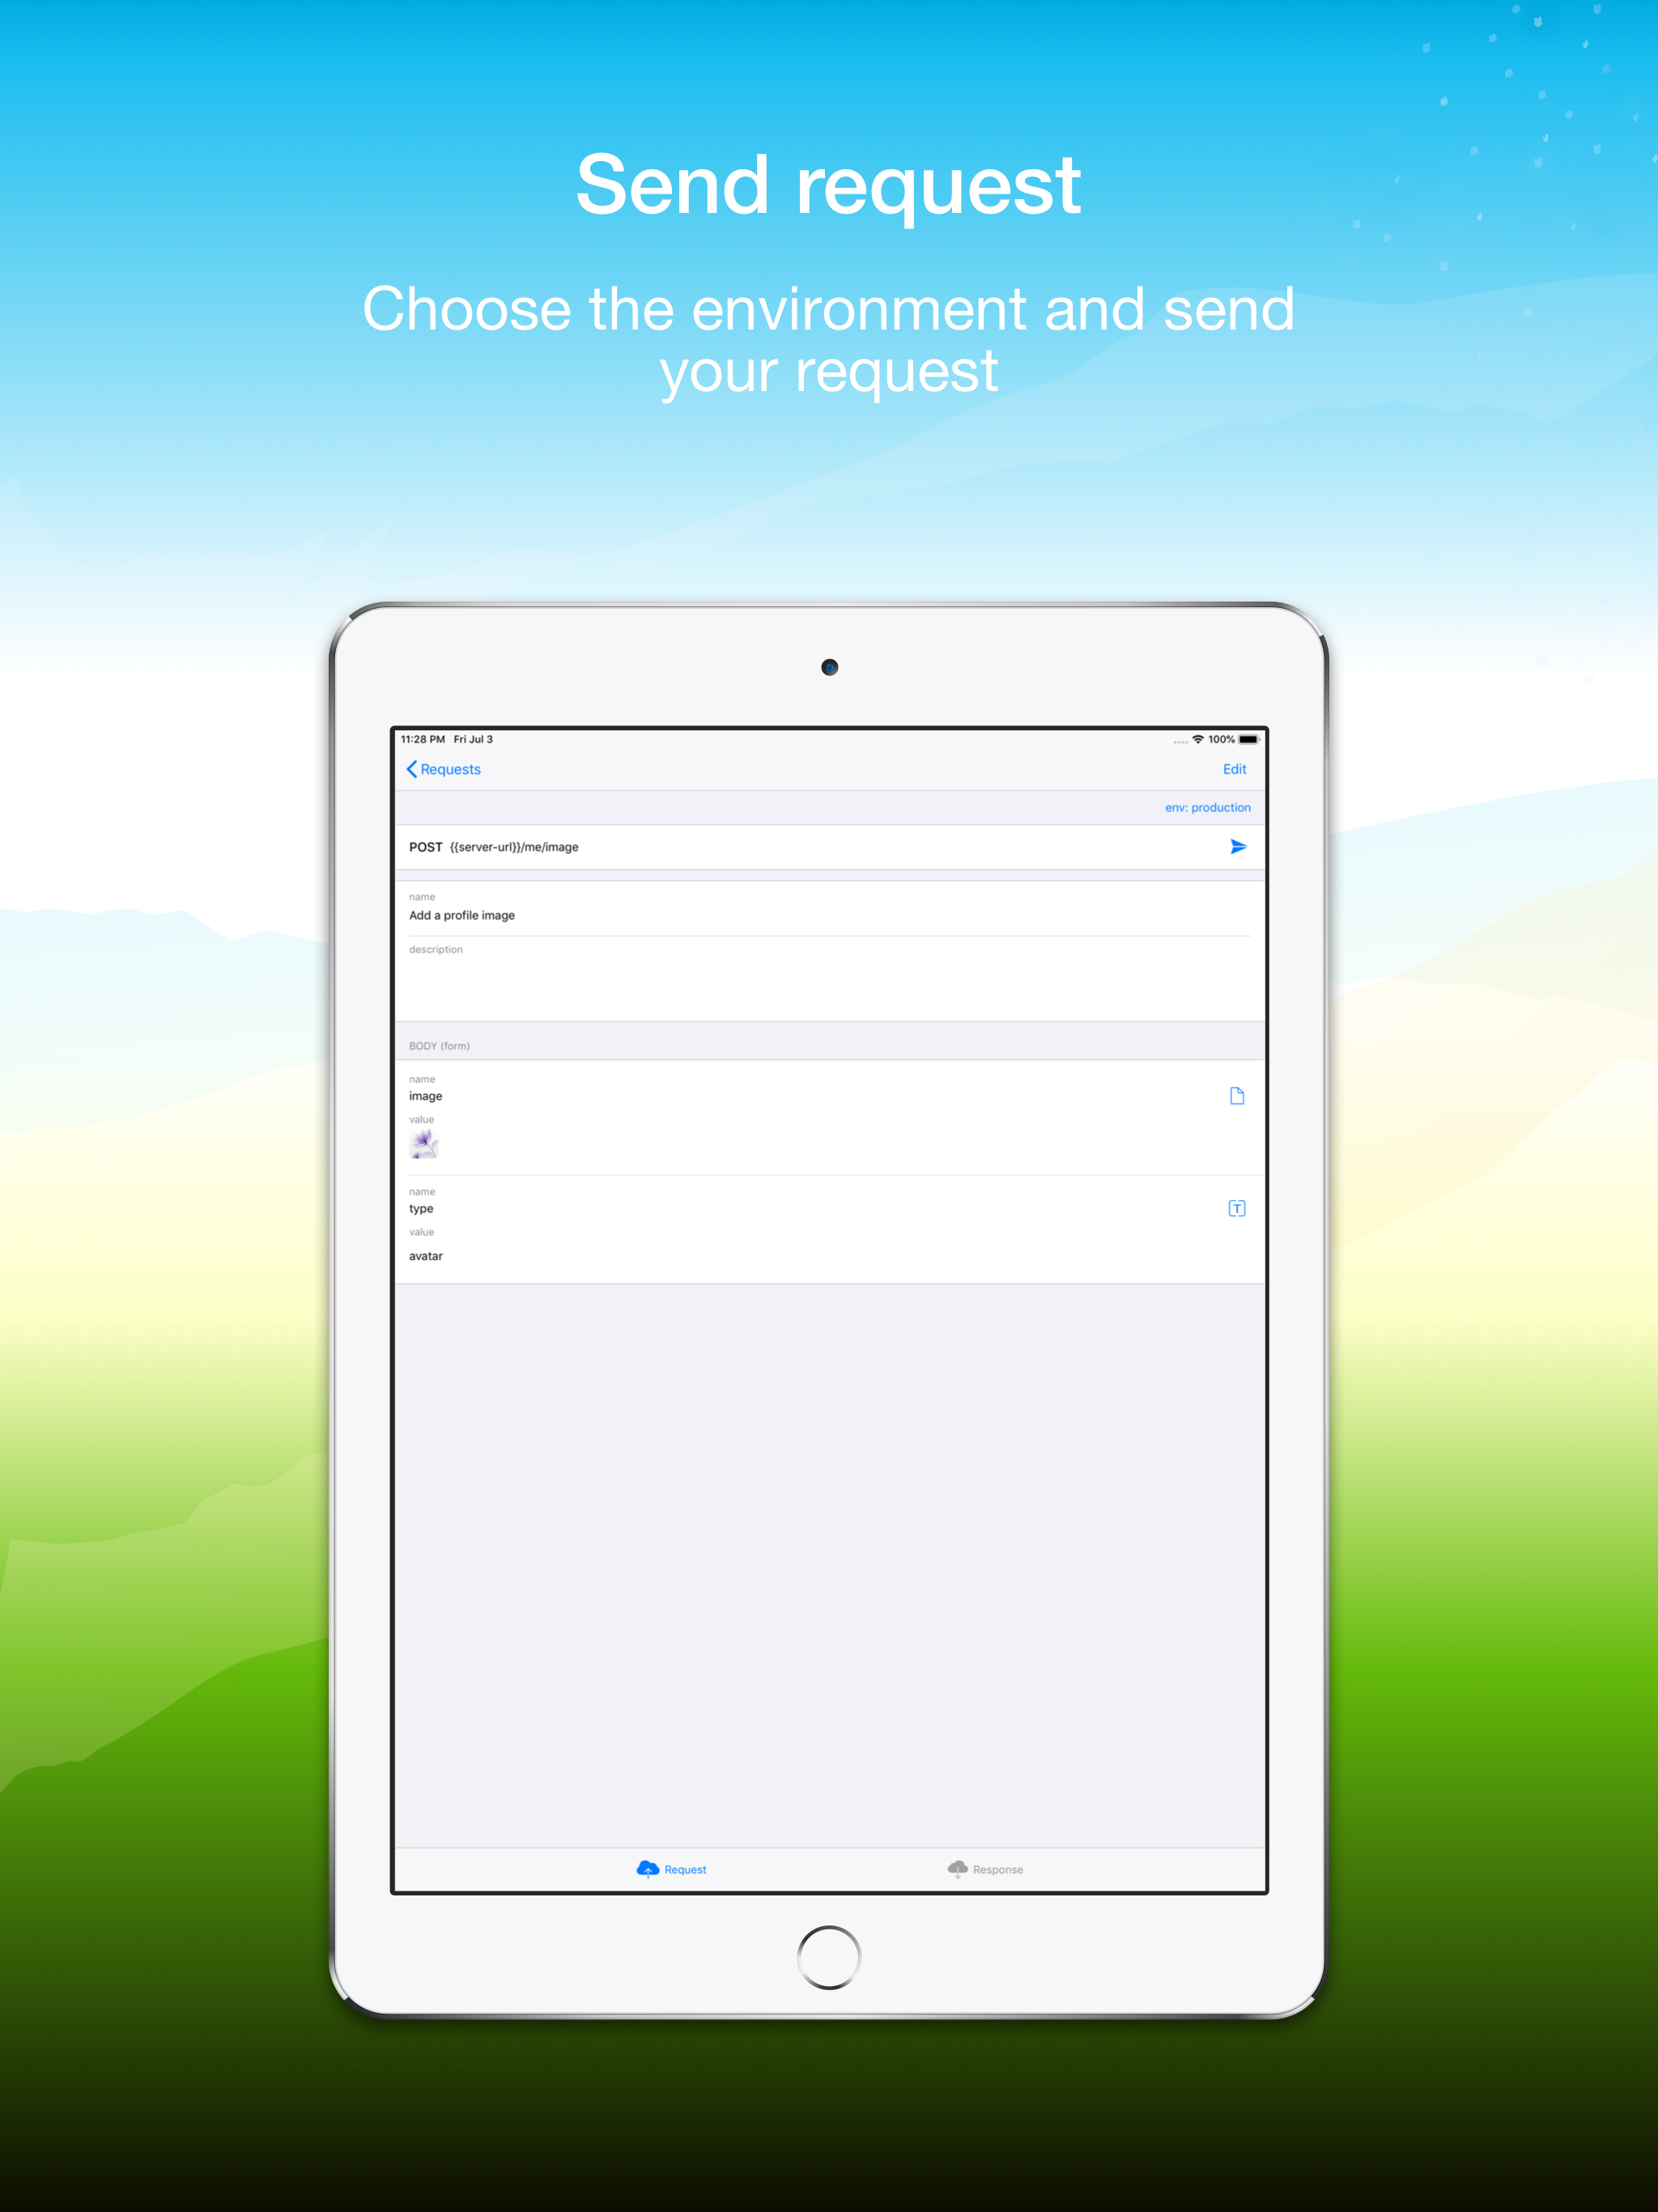 Send request
Choose the environment and send
your request
11:28 PM Fri Jul 3
100%
Requests
Edit
env: production
POST {{server-url}}/me/image
name
Add a profile image
description
BODY (form)
name
image
value
name
type
T
value
avatar
Request
Response